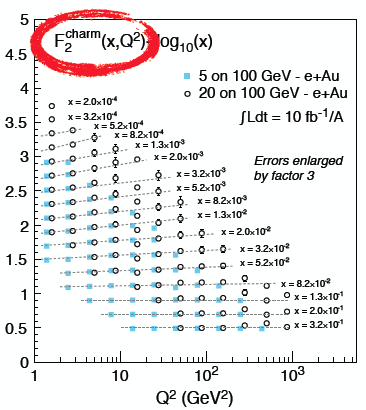 5
F₂ᶜʰᵃʳᵐ(x,Q²)-log₁₀(x)
4.5
5 on 100 GeV - e+Au
4
20 on 100 GeV - e+Au
x = 2.0×10⁻⁴
∫Ldt = 10 fb⁻¹/A
x = 3.2×10⁻⁴
3.5
x = 5.2×10⁻⁴
x = 8.2×10⁻⁴
x = 1.3×10⁻³
x = 2.0×10⁻³
Errors enlarged
by factor 3
3
x = 3.2×10⁻³
x = 5.2×10⁻³
2.5
x = 8.2×10⁻³
x = 1.3×10⁻²
2
x = 2.0×10⁻²
x = 3.2×10⁻²
1.5
x = 5.2×10⁻²
x = 8.2×10⁻²
1
x = 1.3×10⁻¹
x = 2.0×10⁻¹
0.5
x = 3.2×10⁻¹
0
1 10 10² 10³
Q² (GeV²)